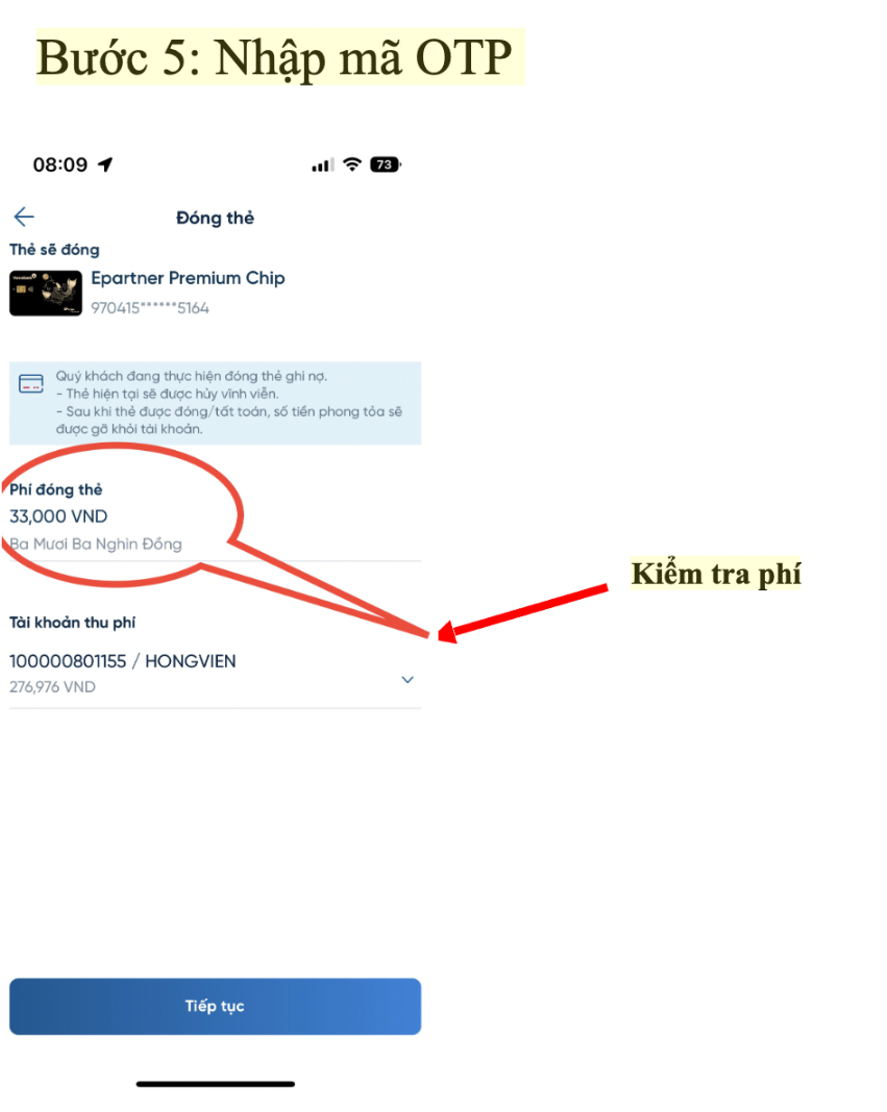 Bước 5: Nhập mã OTP
08:09
73
Đóng thẻ
Thẻ sẽ đóng
Epartner Premium Chip
970415******5164
Quý khách đang thực hiện đóng thẻ ghi nợ.
- Thẻ hiện tại sẽ được hủy vĩnh viễn.
- Sau khi thẻ được đóng/tất toán, số tiền phong tỏa sẽ
được gỡ khỏi tài khoản.
Phí đóng thẻ
33,000 VND
Ba Mươi Ba Nghìn Đồng
Kiểm tra phí
Tài khoản thu phí
100000801155 / HONGVIEN
276,976 VND
Tiếp tục